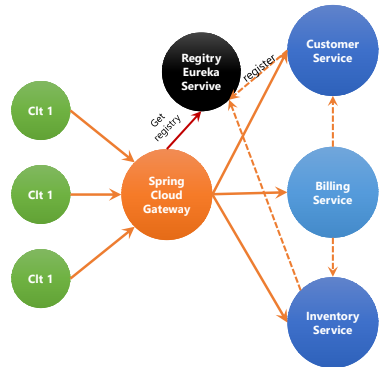 Regitry
Eureka
Servive
Customer
Service
register
Get
registry
Clt 1
Clt 1
Clt 1
Spring
Cloud
Gateway
Billing
Service
Inventory
Service